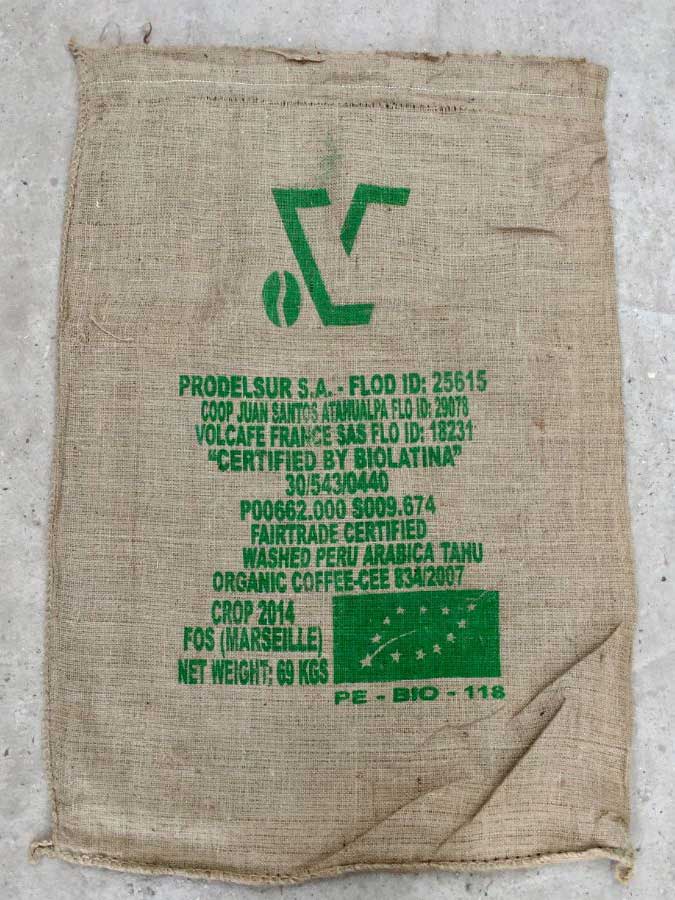 PRODELSUR S.A. - FLOD ID: 25615
COOP JUAN SANTOS ATAHUALPA FLO ID: 29078
VOLCAFE FRANCE SAS FLO ID: 18231
"CERTIFIED BY BIOLATINA"
30/543/0440
P00662.000 S009.674
FAIRTRADE CERTIFIED
WASHED PERU ARABICA TAHU
ORGANIC COFFEE-CEE 834/2007
CROP 2014
FOS (MARSEILLE)
NET WEIGHT: 69 KGS
PE - BIO - 118